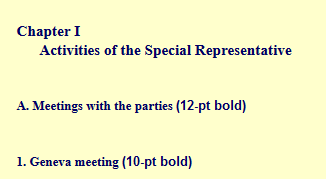 Chapter I
Activities of the Special Representative
A. Meetings with the parties (12-pt bold)
1. Geneva meeting (10-pt bold)